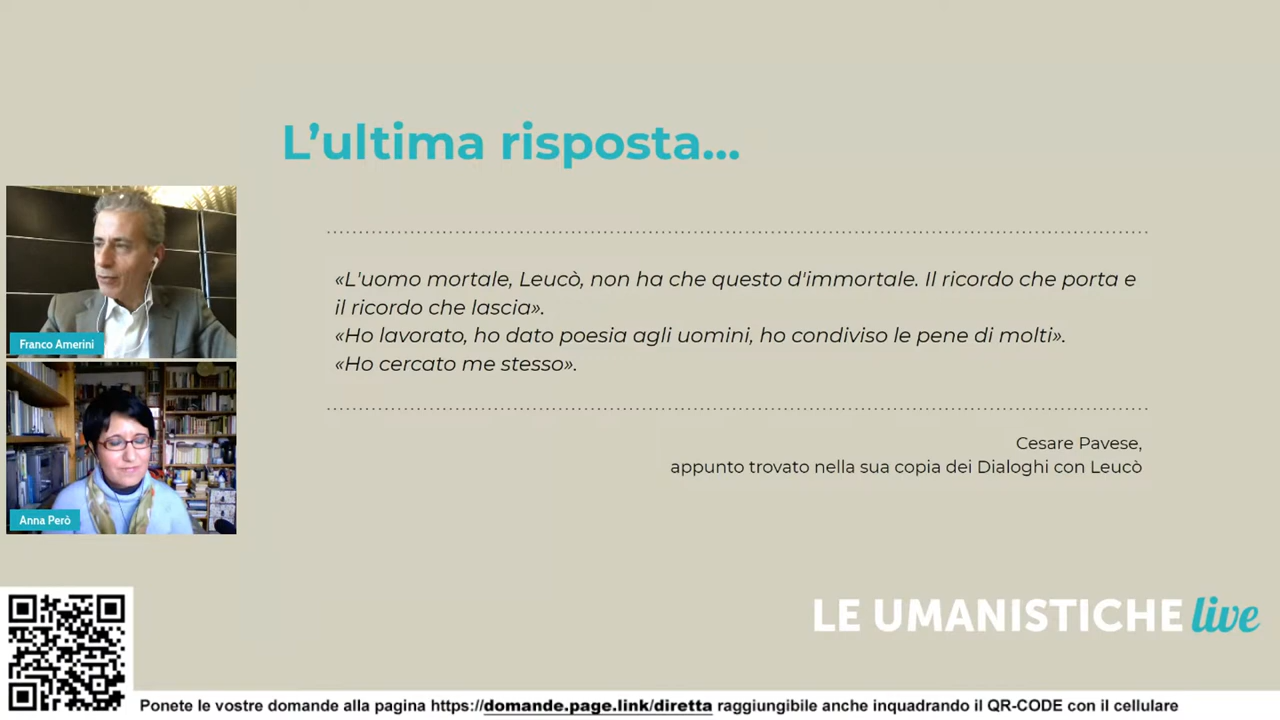 L'ultima risposta...
«L'uomo mortale, Leucò, non ha che questo d'immortale. Il ricordo che porta e
il ricordo che lascia».
«Ho lavorato, ho dato poesia agli uomini, ho condiviso le pene di molti».
«Ho cercato me stesso».
Cesare Pavese,
appunto trovato nella sua copia dei Dialoghi con Leucò
Franco Amerini
Anna Però
LE UMANISTICHE live
Ponete le vostre domande alla pagina https://domande.page.link/diretta raggiungibile anche inquadrando il QR-CODE con il cellulare